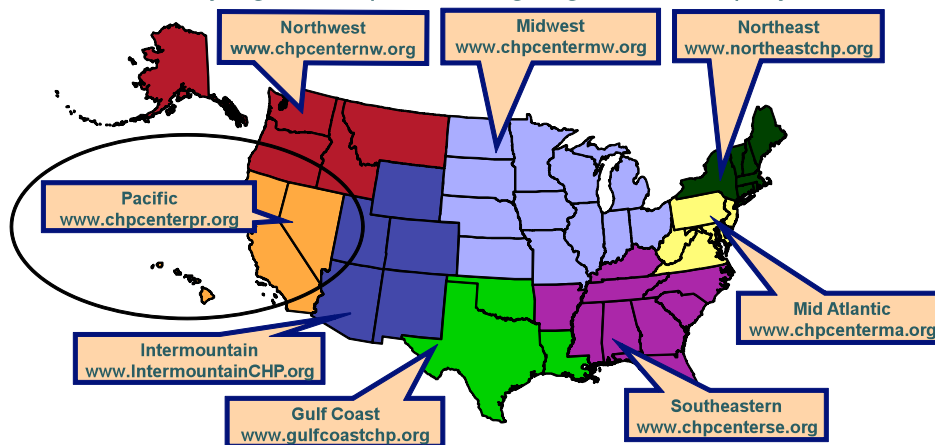 Northwest
www.chpcenternw.org
Midwest
www.chpcentermw.org
Northeast
www.northeastchp.org
Pacific
www.chpcenterpr.org
Mid Atlantic
www.chpcenterma.org
Intermountain
www.IntermountainCHP.org
Gulf Coast
www.gulfcoastchp.org
Southeastern
www.chpcenterse.org